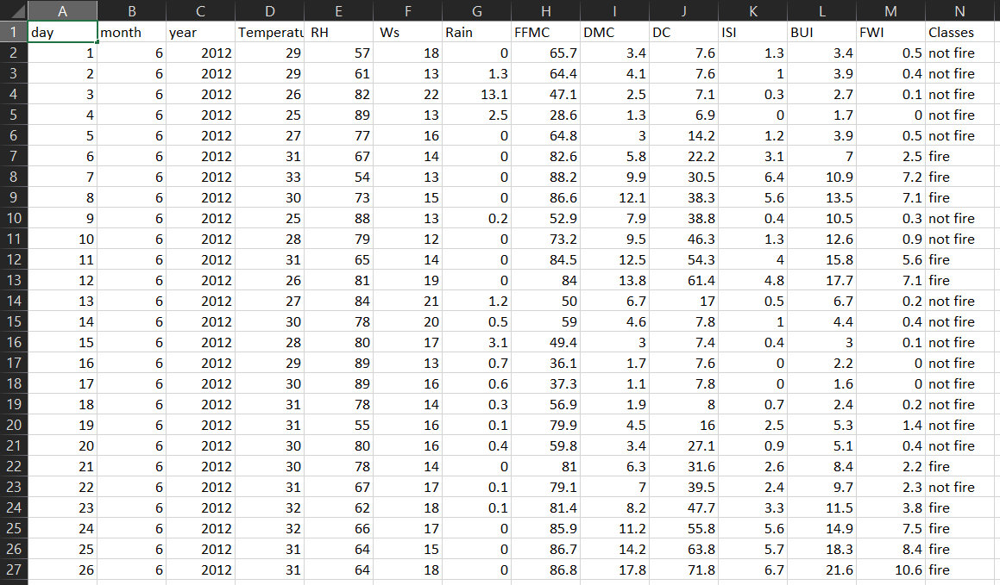 A B C D E F G H I J K L M N
1 day month year Temperatu RH Ws Rain FFMC DMC DC ISI BUI FWI Classes
2 1 6 2012 29 57 18 0 65.7 3.4 7.6 1.3 3.4 0.5 not fire
3 2 6 2012 29 61 13 1.3 64.4 4.1 7.6 1 3.9 0.4 not fire
4 3 6 2012 26 82 22 13.1 47.1 2.5 7.1 0.3 2.7 0.1 not fire
5 4 6 2012 25 89 13 2.5 28.6 1.3 6.9 0 1.7 0 not fire
6 5 6 2012 27 77 16 0 64.8 3 14.2 1.2 3.9 0.5 not fire
7 6 6 2012 31 67 14 0 82.6 5.8 22.2 3.1 7 2.5 fire
8 7 6 2012 33 54 13 0 88.2 9.9 30.5 6.4 10.9 7.2 fire
9 8 6 2012 30 73 15 0 86.6 12.1 38.3 5.6 13.5 7.1 fire
10 9 6 2012 25 88 13 0.2 52.9 7.9 38.8 0.4 10.5 0.3 not fire
11 10 6 2012 28 79 12 0 73.2 9.5 46.3 1.3 12.6 0.9 not fire
12 11 6 2012 31 65 14 0 84.5 12.5 54.3 4 15.8 5.6 fire
13 12 6 2012 26 81 19 0 84 13.8 61.4 4.8 17.7 7.1 fire
14 13 6 2012 27 84 21 1.2 50 6.7 17 0.5 6.7 0.2 not fire
15 14 6 2012 30 78 20 0.5 59 4.6 7.8 1 4.4 0.4 not fire
16 15 6 2012 28 80 17 3.1 49.4 3 7.4 0.4 3 0.1 not fire
17 16 6 2012 29 89 13 0.7 36.1 1.7 7.6 0 2.2 0 not fire
18 17 6 2012 30 89 16 0.6 37.3 1.1 7.8 0 1.6 0 not fire
19 18 6 2012 31 78 14 0.3 56.9 1.9 8 0.7 2.4 0.2 not fire
20 19 6 2012 31 55 16 0.1 79.9 4.5 16 2.5 5.3 1.4 not fire
21 20 6 2012 30 80 16 0.4 59.8 3.4 27.1 0.9 5.1 0.4 not fire
22 21 6 2012 30 78 14 0 81 6.3 31.6 2.6 8.4 2.2 fire
23 22 6 2012 31 67 17 0.1 79.1 7 39.5 2.4 9.7 2.3 not fire
24 23 6 2012 32 62 18 0.1 81.4 8.2 47.7 3.3 11.5 3.8 fire
25 24 6 2012 32 66 17 0 85.9 11.2 55.8 5.6 14.9 7.5 fire
26 25 6 2012 31 64 15 0 86.7 14.2 63.8 5.7 18.3 8.4 fire
27 26 6 2012 31 64 18 0 86.8 17.8 71.8 6.7 21.6 10.6 fire